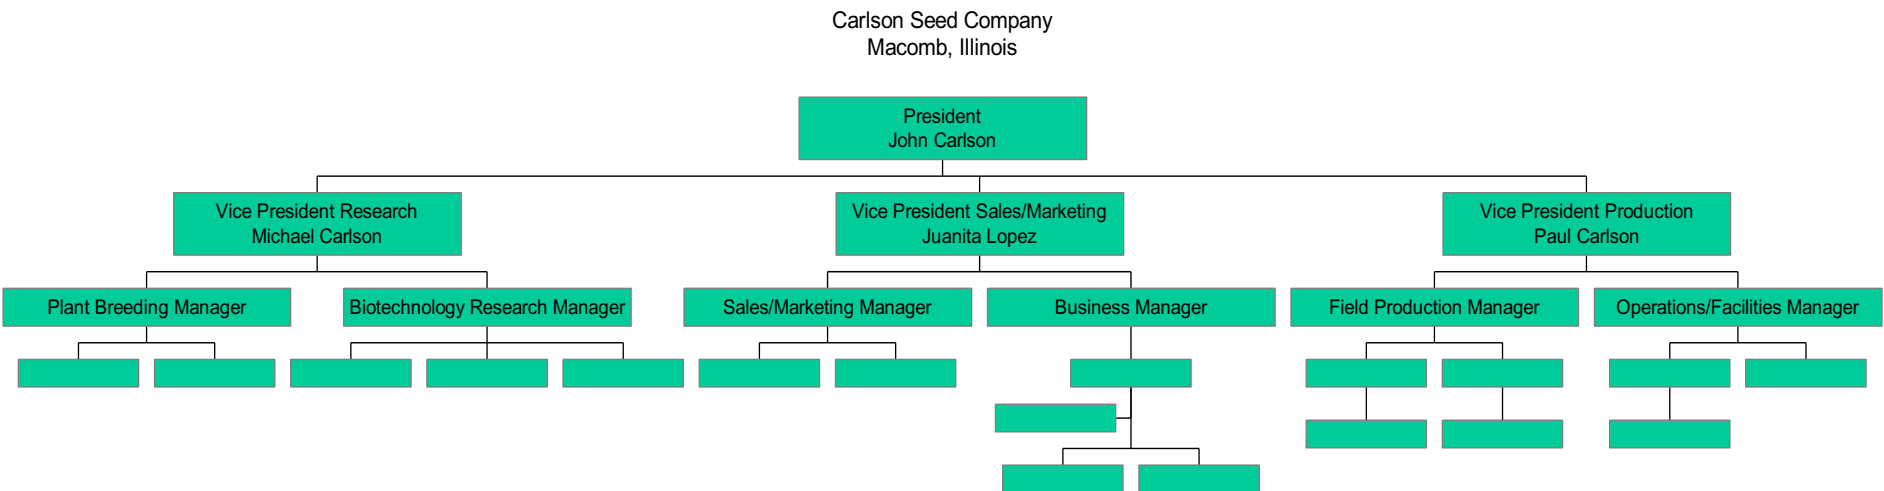 Carlson Seed Company
Macomb, Illinois
President
John Carlson
Vice President Research
Michael Carlson
Vice President Sales/Marketing
Juanita Lopez
Vice President Production
Paul Carlson
Plant Breeding Manager
Biotechnology Research Manager
Sales/Marketing Manager
Business Manager
Field Production Manager
Operations/Facilities Manager